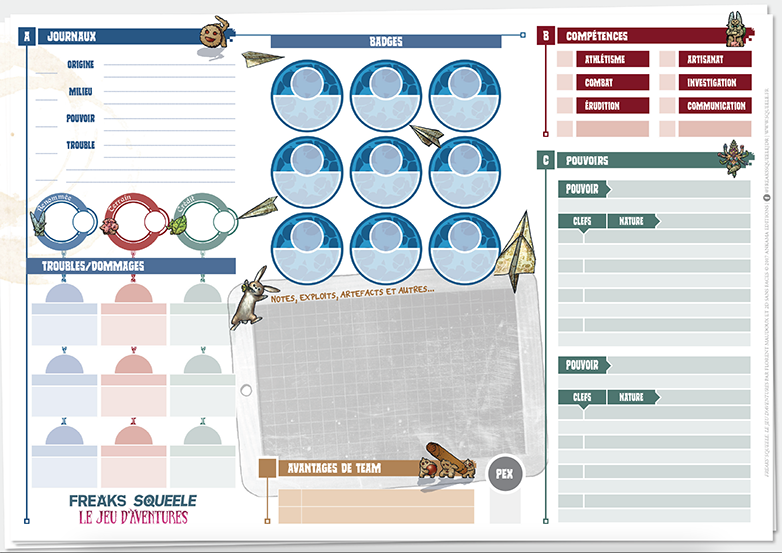 A JOURNAUX
ORIGINE
MILIEU
POUVOIR
TROUBLE
Renommée
Terrain
Crédit
TROUBLES/DOMMAGES
BADGES
NOTES, EXPLOITS, ARTEFACTS ET AUTRES...
AVANTAGES DE TEAM
PEX
FREAKS SQUEELE
LE JEU D'AVENTURES
B COMPÉTENCES
ATHLÉTISME ARTISANAT
COMBAT INVESTIGATION
ÉRUDITION COMMUNICATION
C POUVOIRS
POUVOIR
CLEFS NATURE
POUVOIR
CLEFS NATURE